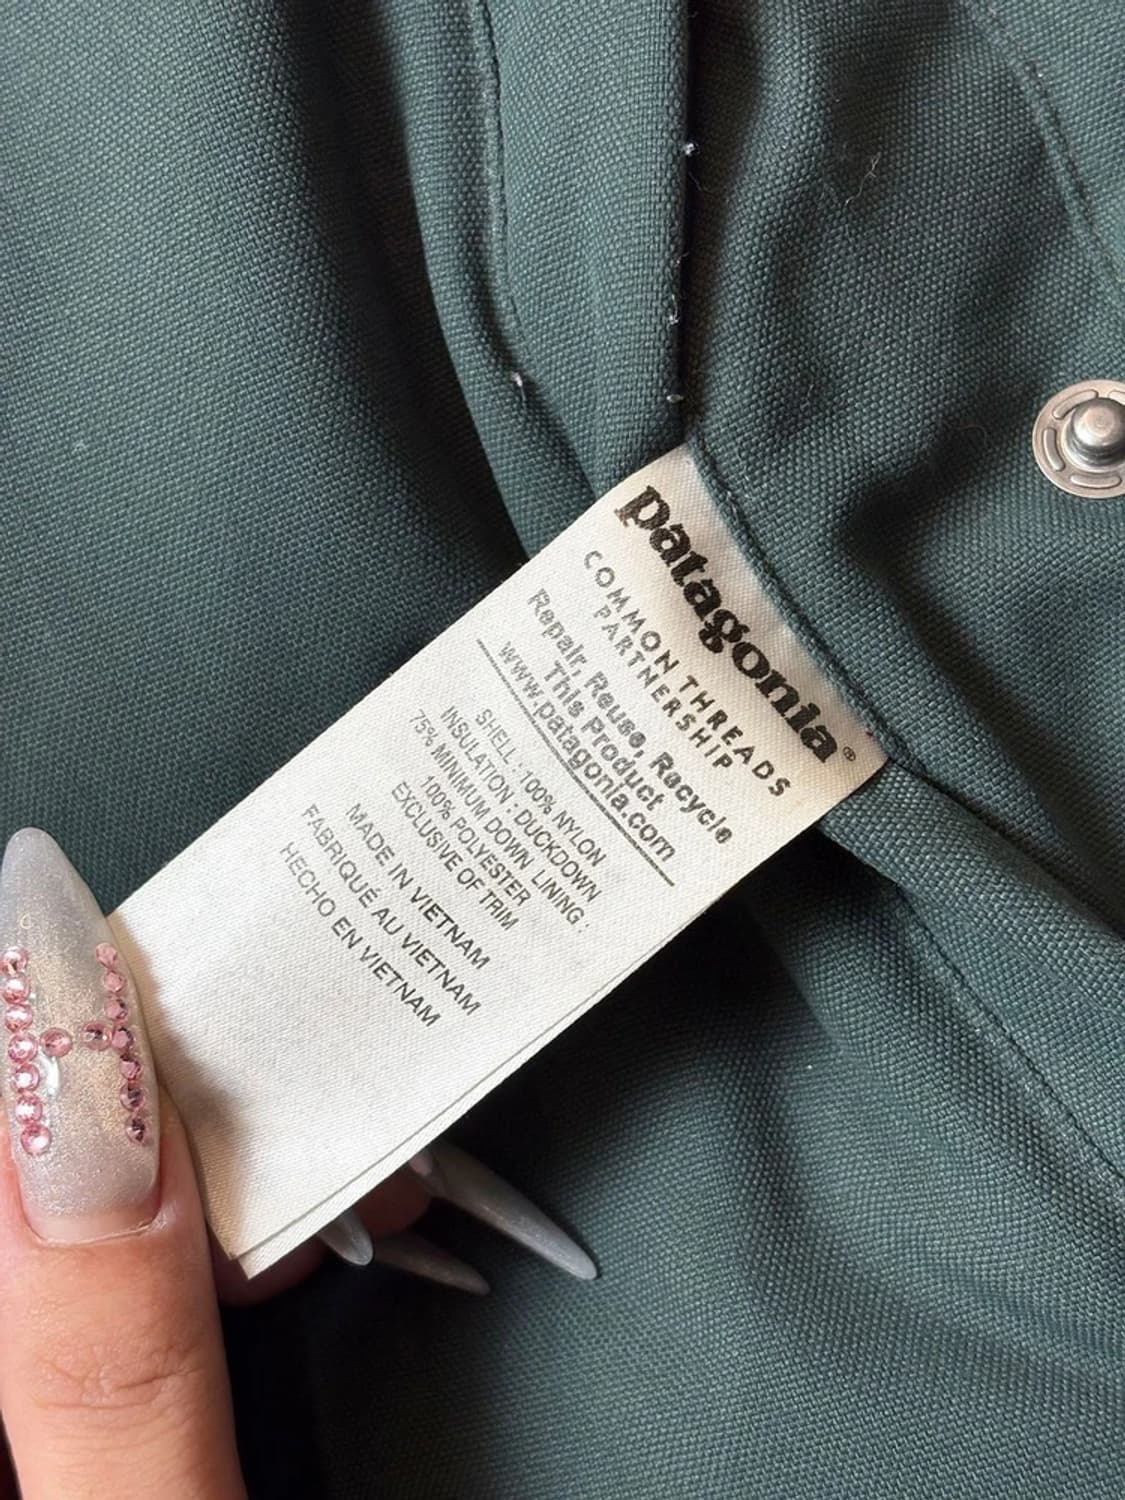 patagonia®
COMMON THREADS
PARTNERSHIP
Repair, Reuse, Recycle
This Product
www.patagonia.com
SHELL : 100% NYLON
INSULATION : DUCKDOWN
75% MINIMUM DOWN LINING :
100% POLYESTER
EXCLUSIVE OF TRIM
MADE IN VIETNAM
FABRIQUÉ AU VIETNAM
HECHO EN VIETNAM
H